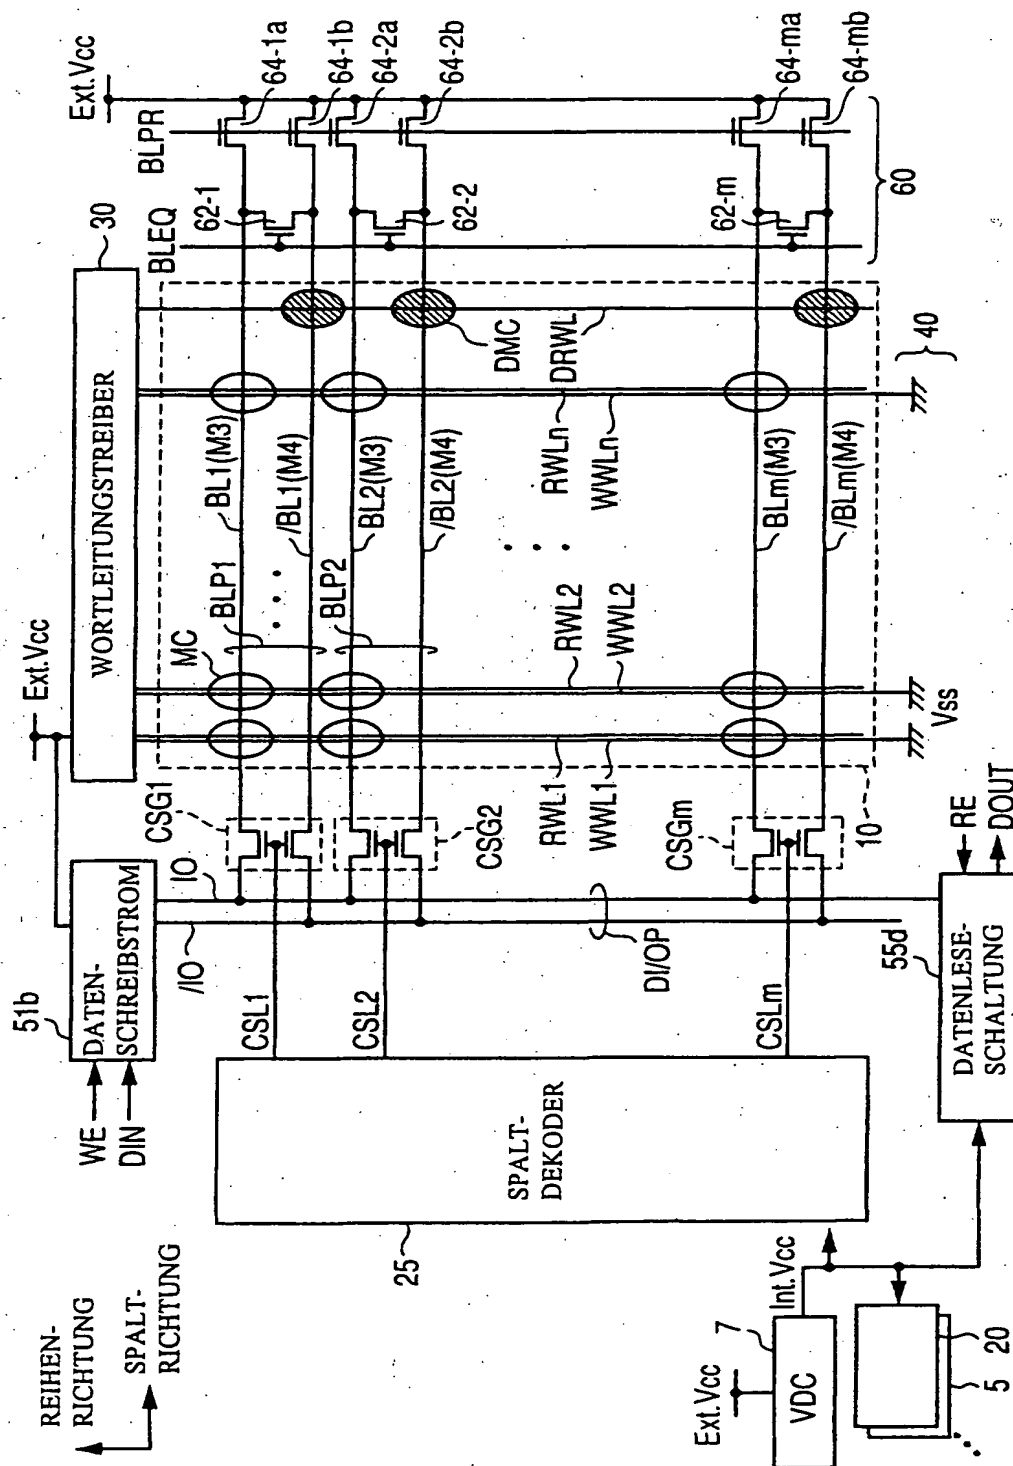 REIHEN-
RICHTUNG
SPALT-
RICHTUNG
51b
WE
DIN
DATEN-
SCHREIBSTROM
Ext.Vcc
WORTLEITUNGSTREIBER
30
Ext.Vcc
BLPR
BLEQ
64-1a
64-1b
64-2a
64-2b
64-ma
64-mb
62-1
62-2
62-m
60
IO
/IO
CSG1
CSG2
CSGm
MC
BLP1
BLP2
BL1(M3)
/BL1(M4)
BL2(M3)
/BL2(M4)
BLm(M3)
/BLm(M4)
DMC
DRWL
RWLn
WWLn
RWL2
WWL2
RWL1
WWL1
40
Vss
10
CSL1
CSL2
CSLm
DI/OP
SPALT-
DEKODER
25
55d
DATENLESE-
SCHALTUNG
RE
DOUT
Ext.Vcc
7
VDC
Int.Vcc
20
5